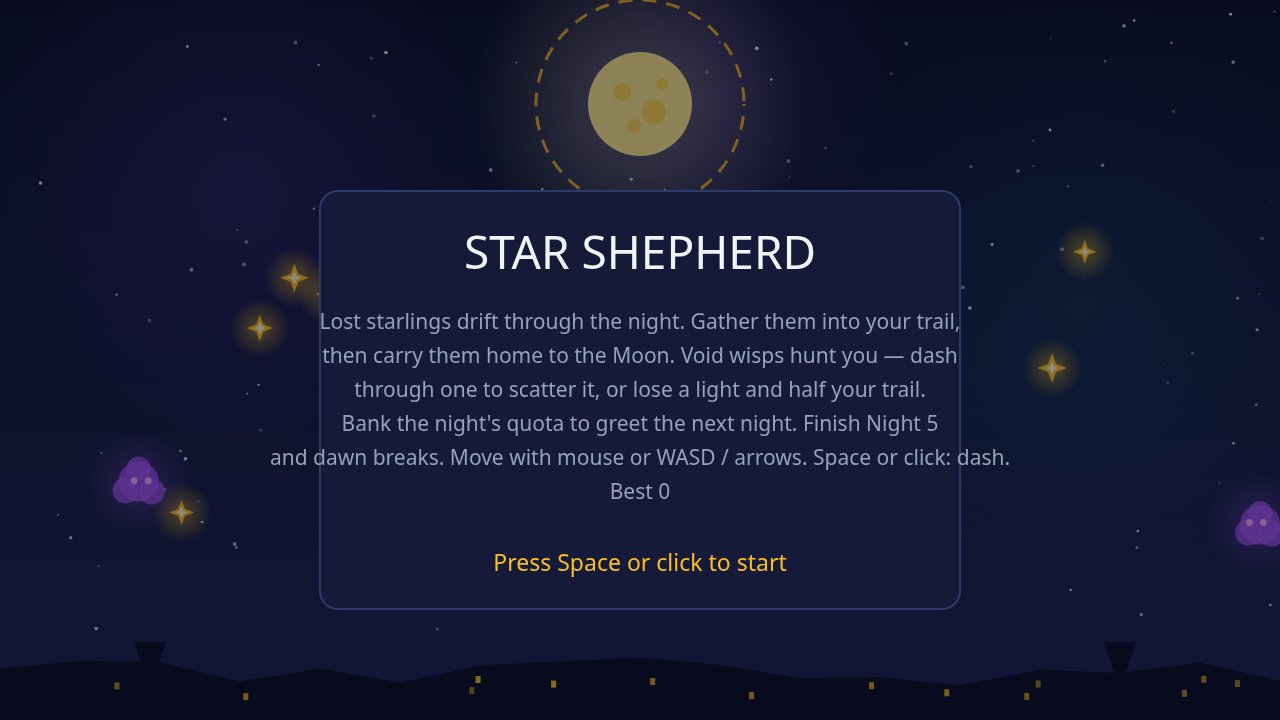 STAR SHEPHERD
Lost starlings drift through the night. Gather them into your trail,
then carry them home to the Moon. Void wisps hunt you — dash
through one to scatter it, or lose a light and half your trail.
Bank the night's quota to greet the next night. Finish Night 5
and dawn breaks. Move with mouse or WASD / arrows. Space or click: dash.
Best 0
Press Space or click to start